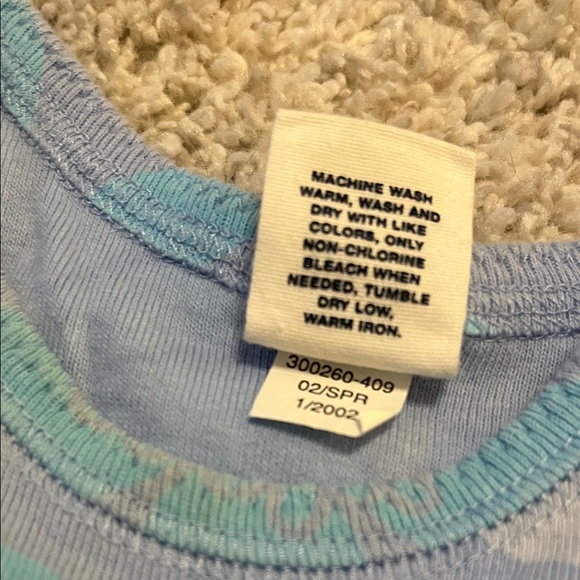 MACHINE WASH
WARM, WASH AND
DRY WITH LIKE
COLORS, ONLY
NON-CHLORINE
BLEACH WHEN
NEEDED, TUMBLE
DRY LOW,
WARM IRON.
300260-409
02/SPR
1/2002